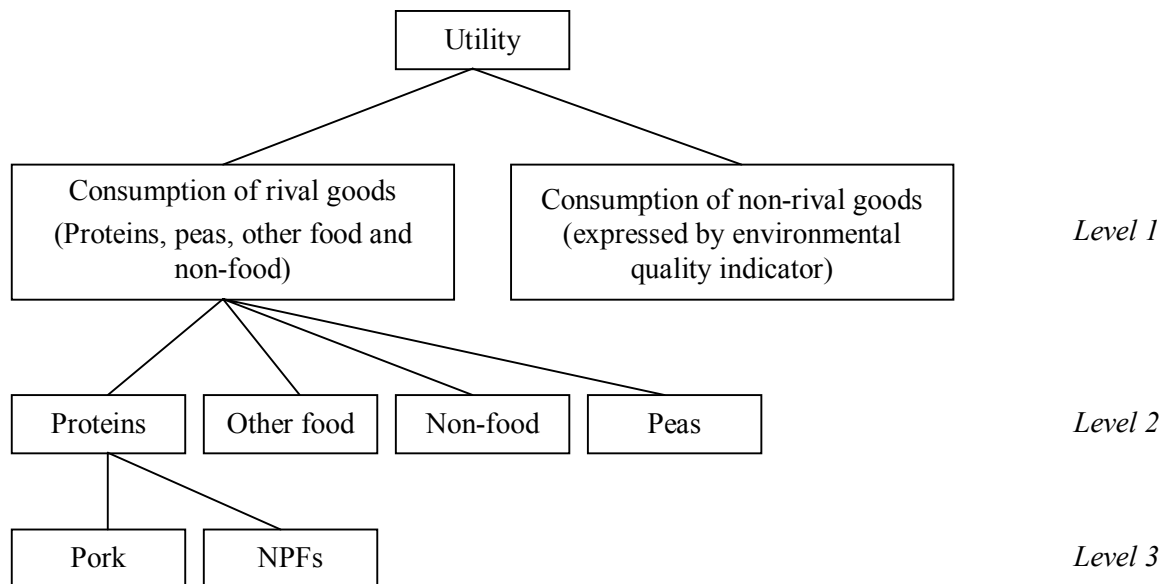 Utility
Consumption of rival goods
(Proteins, peas, other food and
non-food)
Consumption of non-rival goods
(expressed by environmental
quality indicator)
Level 1
Proteins
Other food
Non-food
Peas
Level 2
Pork
NPFs
Level 3